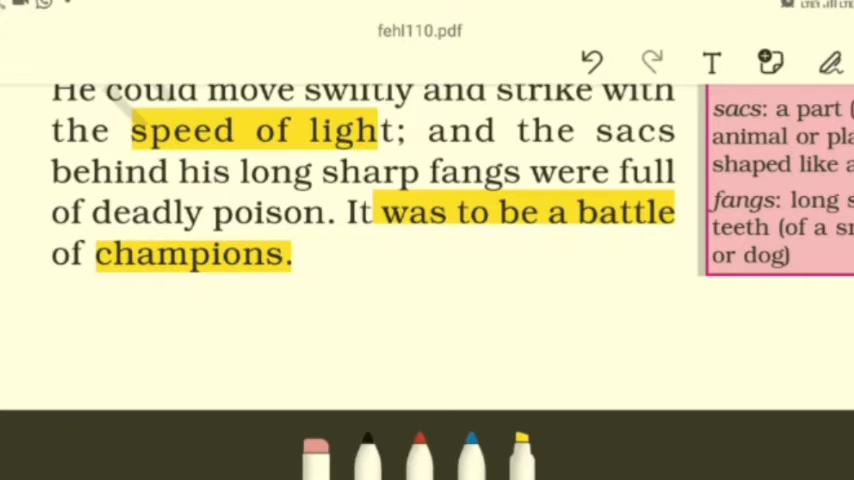 fehl110.pdf
He could move swiftly and strike with
the speed of light; and the sacs
behind his long sharp fangs were full
of deadly poison. It was to be a battle
of champions.
sacs: a part (
animal or pl
shaped like a
fangs: long s
teeth (of a s
or dog)